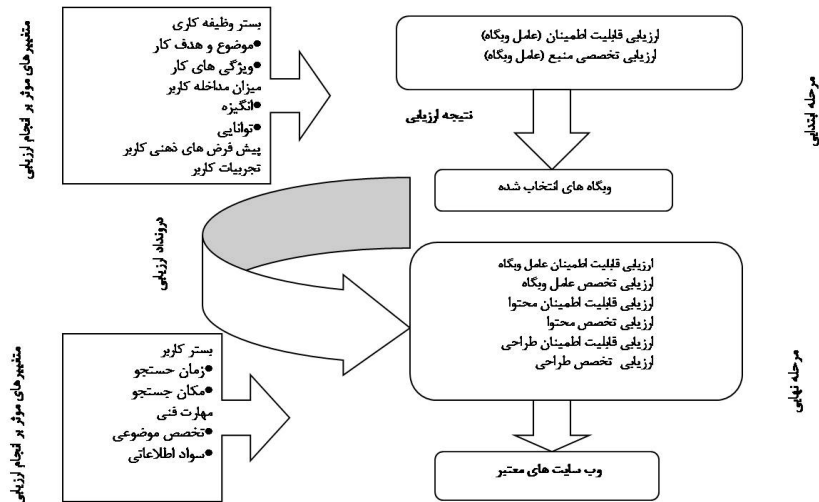 ارزیابی قابلیت اطمینان (عامل وبگاه)
ارزیابی تخصصی منبع (عامل وبگاه)
مرحله ابتدایی
نتیجه ارزیابی
وبگاه های انتخاب شده
متغییرهای موثر بر انجام ارزیابی
بستر وظیفه کاری
●موضوع و هدف کار
●ویژگی های کار
میزان مداخله کاربر
●انگیزه
●توانایی
پیش فرض های ذهنی کاربر
تجربیات کاربر
درونداد ارزیابی
ارزیابی قابلیت اطمینان عامل وبگاه
ارزیابی تخصص عامل وبگاه
ارزیابی قابلیت اطمینان محتوا
ارزیابی تخصص محتوا
ارزیابی قابلیت اطمینان طراحی
ارزیابی تخصص طراحی
مرحله نهایی
وب سایت های معتبر
متغییرهای موثر بر انجام ارزیابی
بستر کاربر
●زمان جستجو
●مکان جستجو
مهارت فنی
●تخصص موضوعی
●سواد اطلاعاتی